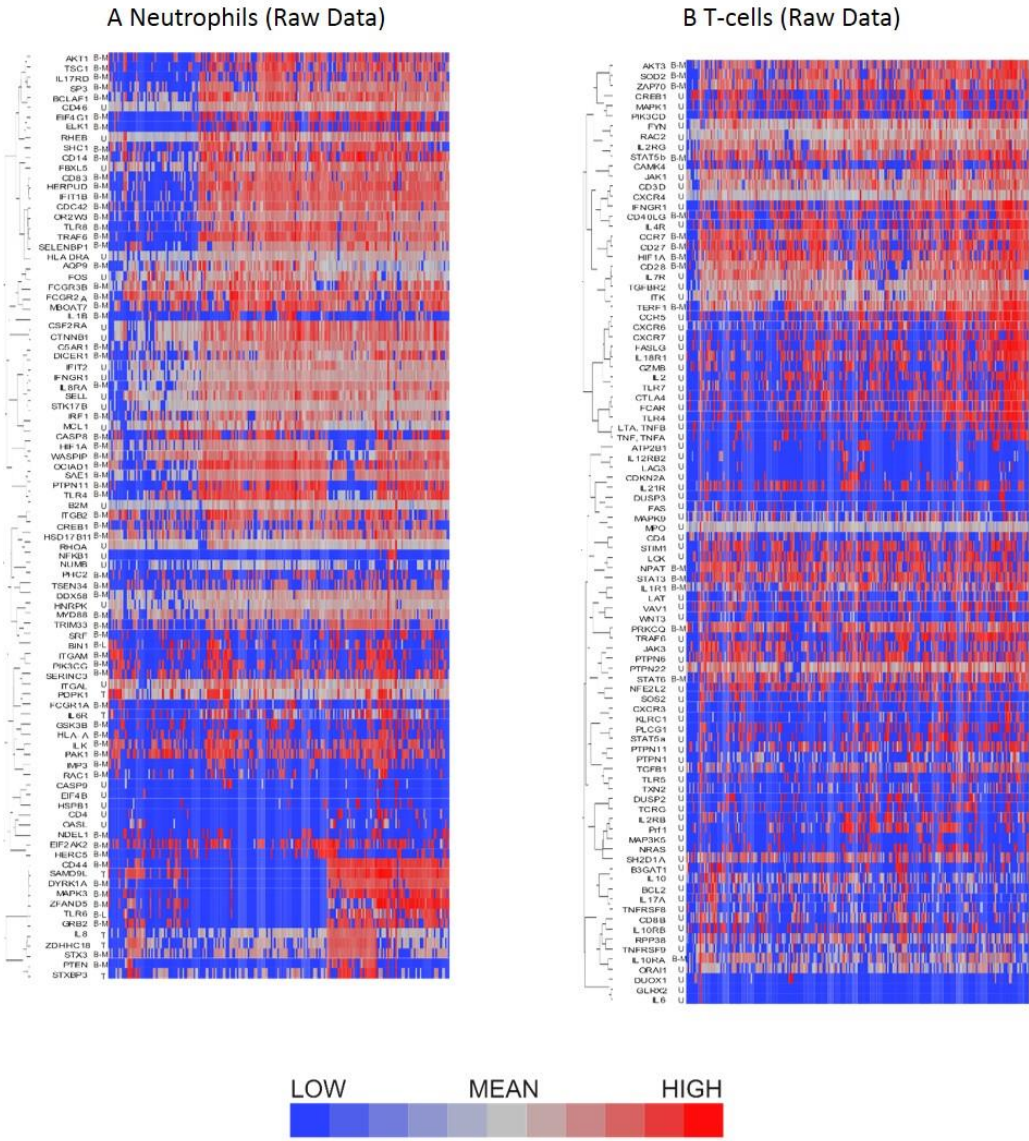 A Neutrophils (Raw Data)
AKT1 B-M
TSC1 B-M
IL17RD B-M
SP3 B-M
BCLAF1 B-M
CD46 U
EIF4G1 B-M
ELK1 B-M
RHEB U
SHC1 B-M
CD14 B-M
FBXL5 U
CD83 B-M
HERPUD B-M
IFIT1B B-M
CDC42 B-M
OR2W3 B-M
TLR8 B-M
TRAF6 B-M
SELENBP1 B-M
HLA DRA U
AQP9 B-M
FOS U
FCGR3B B-M
FCGR2A B-M
MBOAT7 B-M
IL1B B-M
CSF2RA U
CTNNB1 U
C5AR1 B-M
DICER1 B-M
IFIT2 U
IFNGR1 U
IL8RA B-M
SELL U
STK17B U
IRF1 B-M
MCL1 U
CASP8 B-M
HIF1A B-M
WASPIP B-M
OCIAD1 B-M
SAE1 B-M
PTPN11 B-M
TLR4 B-M
B2M U
ITGB2 B-M
CREB1 B-M
HSD17B11 B-M
RHOA U
NFKB1 U
NUMB U
PHC2 B-M
TSEN34 B-M
DDX58 B-M
HNRPK U
MYD88 B-M
TRIM33 B-M
SRF B-M
BIN1 B-L
ITGAM B-M
PIK3CG B-M
SERINC3 B-M
ITGAL U
PDPK1 T
FCGR1A B-M
IL6R T
GSK3B B-M
HLA-A B-M
ILK B-M
PAK1 B-M
IMP3 B-M
RAC1 B-M
CASP9 U
EIF4B U
HSPB1 U
CD4 U
OASL U
NDEL1 B-M
EIF2AK2 B-M
HERC5 B-M
CD44 B-M
SAMD9L T
DYRK1A B-M
MAPK3 B-M
ZFAND5 B-M
TLR6 B-L
GRB2 B-M
IL8 T
ZDHHC18 T
STX3 B-M
PTEN B-M
STXBP3 T
B T-cells (Raw Data)
AKT3 B-M
SOD2 B-M
ZAP70 B-M
CREB1 U
MAPK1 U
PIK3CD U
FYN U
RAC2 U
IL2RG U
STAT5b B-M
CAMK4 U
JAK1 U
CD3D U
CXCR4 U
IFNGR1 U
CD40LG B-M
IL4R U
CCR7 B-M
CD27 B-M
HIF1A B-M
CD28 B-M
IL7R U
TGFBR2 U
ITK U
TERF1 B-M
CCR5 U
CXCR6 U
CXCR7 U
FASLG U
IL18R1 U
GZMB U
IL2 U
TLR7 U
CTLA4 U
FCAR U
TLR4 U
LTA, TNFB U
TNF, TNFA U
ATP2B1 U
IL12RB2 U
LAG3 U
CDKN2A U
IL21R U
DUSP3 U
FAS U
MAPK9 U
MPO U
CD4 U
STIM1 U
LCK U
NPAT B-M
STAT3 B-M
IL1R1 B-M
LAT U
VAV1 U
WNT3 U
PRKCQ B-M
TRAF6 U
JAK3 U
PTPN6 U
PTPN22 U
STAT6 B-M
NFE2L2 U
SOS2 U
CXCR3 U
KLRC1 U
PLCG1 U
STAT5a U
PTPN11 U
PTPN1 U
TGFB1 U
TLR5 U
TXN2 U
DUSP2 U
TCRG U
IL2RB U
Prf1 U
MAP3K5 U
NRAS U
SH2D1A U
B3GAT1 U
IL10 U
BCL2 U
IL17A U
TNFRSF8 U
CD8B U
IL10RB U
RPP38 U
TNFRSF9 U
IL10RA B-M
ORAI1 U
DUOX1 U
GLRX2 U
IL6 U
LOW MEAN HIGH